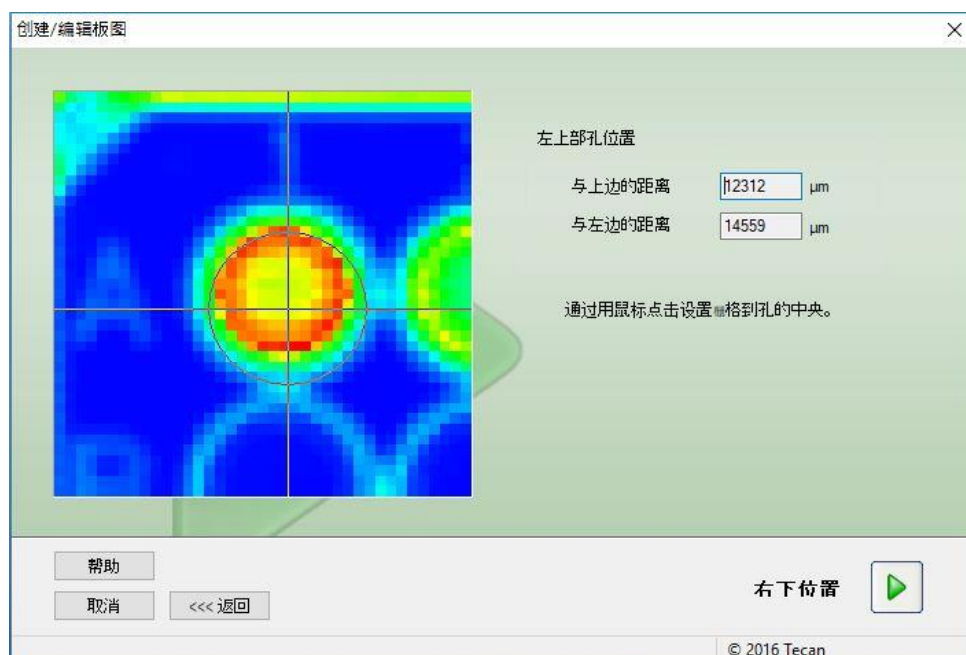 创建/编辑板图
左上部孔位置
与上边的距离 12312 µm
与左边的距离 14559 µm
通过用鼠标点击设置 格到孔的中央。
帮助
取消 <<< 返回
右下位置
© 2016 Tecan